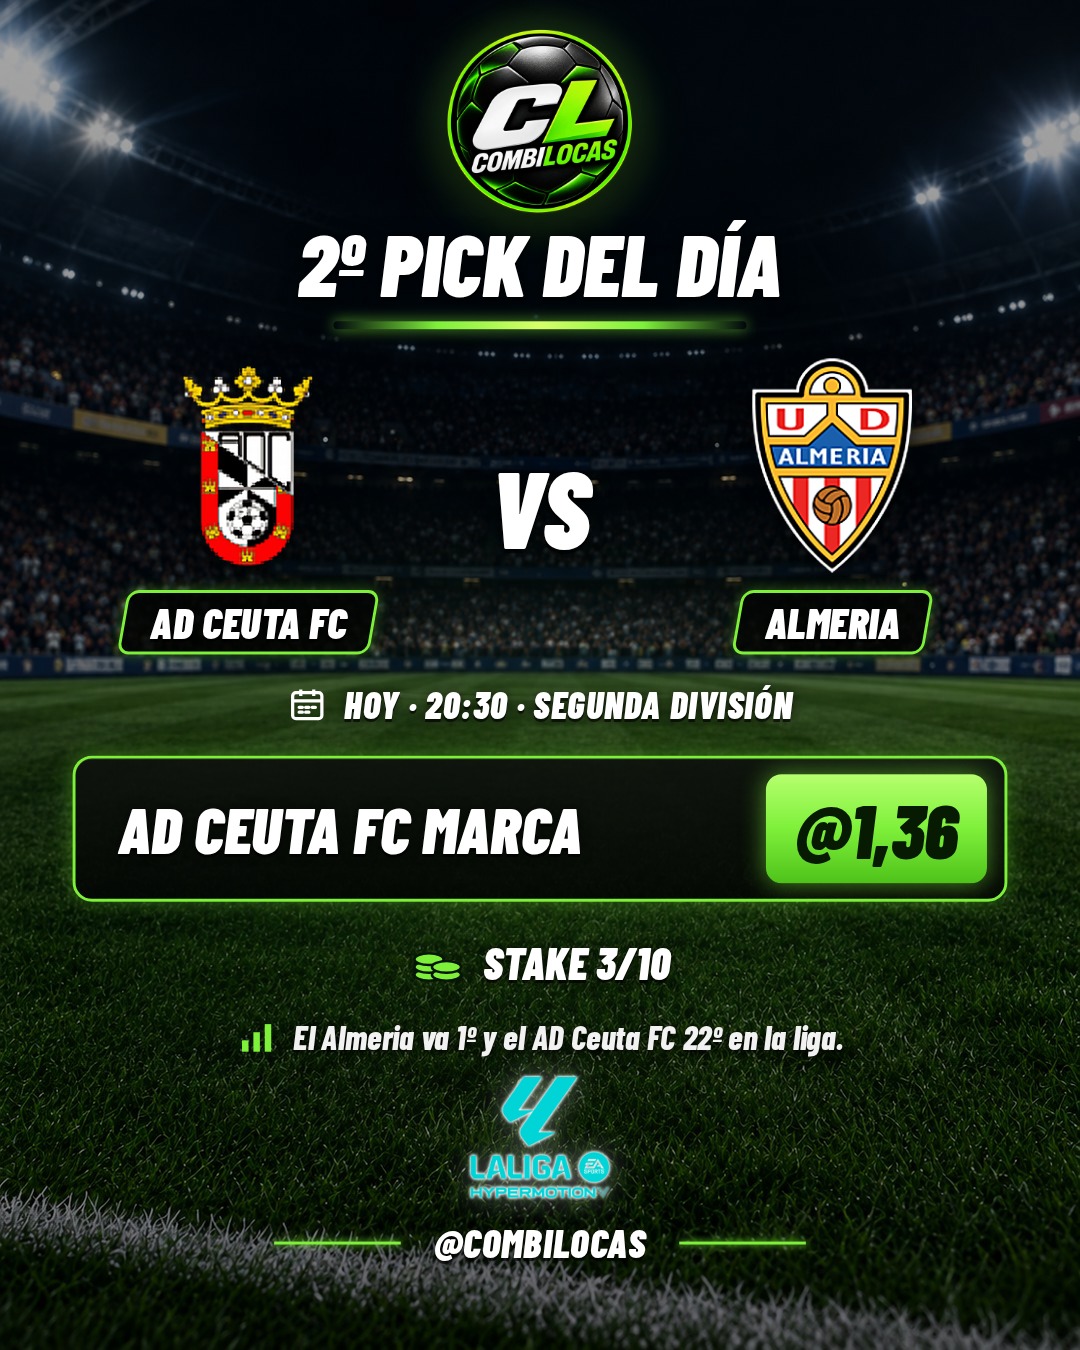 CL
COMBILOCAS
2º PICK DEL DÍA
U D
ALMERIA
VS
AD CEUTA FC
ALMERIA
HOY · 20:30 · SEGUNDA DIVISIÓN
AD CEUTA FC MARCA
@1,36
STAKE 3/10
El Almeria va 1º y el AD Ceuta FC 22º en la liga.
LALIGA
EA SPORTS
HYPERMOTION
@COMBILOCAS